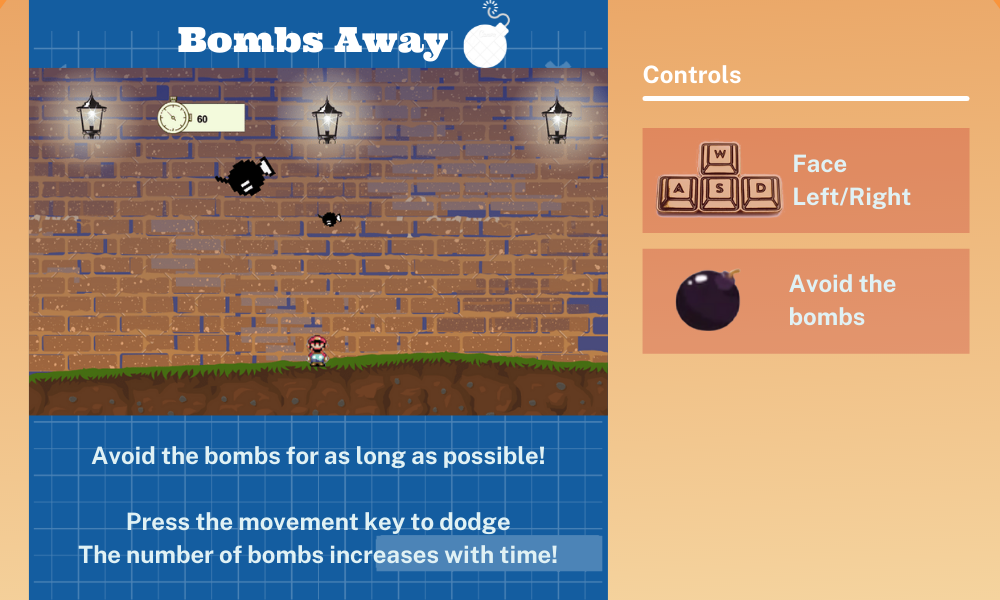 Bombs Away
60
Controls
W
A S D
Face
Left/Right
Avoid the
bombs
Avoid the bombs for as long as possible!
Press the movement key to dodge
The number of bombs increases with time!